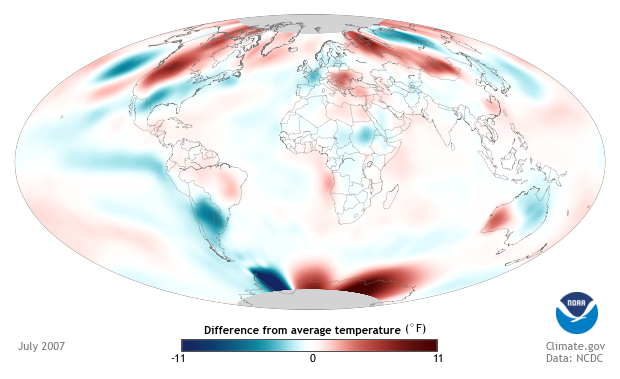 NOAA
Difference from average temperature (°F)
July 2007
-11 0 11
Climate.gov
Data: NCDC